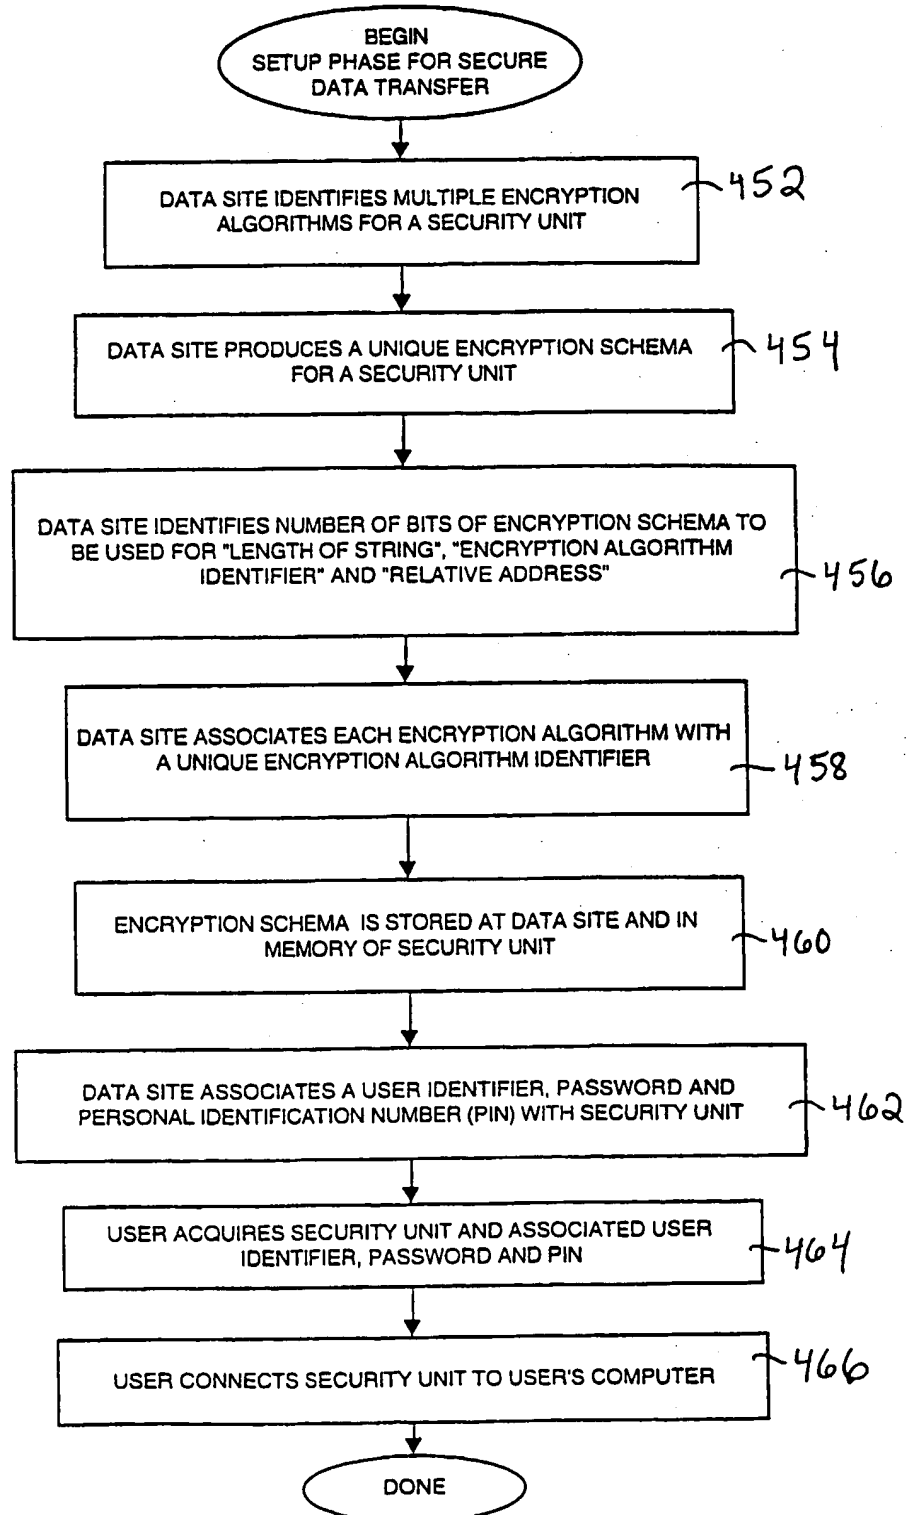 BEGIN
SETUP PHASE FOR SECURE
DATA TRANSFER
DATA SITE IDENTIFIES MULTIPLE ENCRYPTION
ALGORITHMS FOR A SECURITY UNIT
452
DATA SITE PRODUCES A UNIQUE ENCRYPTION SCHEMA
FOR A SECURITY UNIT
454
DATA SITE IDENTIFIES NUMBER OF BITS OF ENCRYPTION SCHEMA TO
BE USED FOR "LENGTH OF STRING", "ENCRYPTION ALGORITHM
IDENTIFIER" AND "RELATIVE ADDRESS"
456
DATA SITE ASSOCIATES EACH ENCRYPTION ALGORITHM WITH
A UNIQUE ENCRYPTION ALGORITHM IDENTIFIER
458
ENCRYPTION SCHEMA IS STORED AT DATA SITE AND IN
MEMORY OF SECURITY UNIT
460
DATA SITE ASSOCIATES A USER IDENTIFIER, PASSWORD AND
PERSONAL IDENTIFICATION NUMBER (PIN) WITH SECURITY UNIT
462
USER ACQUIRES SECURITY UNIT AND ASSOCIATED USER
IDENTIFIER, PASSWORD AND PIN
464
USER CONNECTS SECURITY UNIT TO USER'S COMPUTER
466
DONE